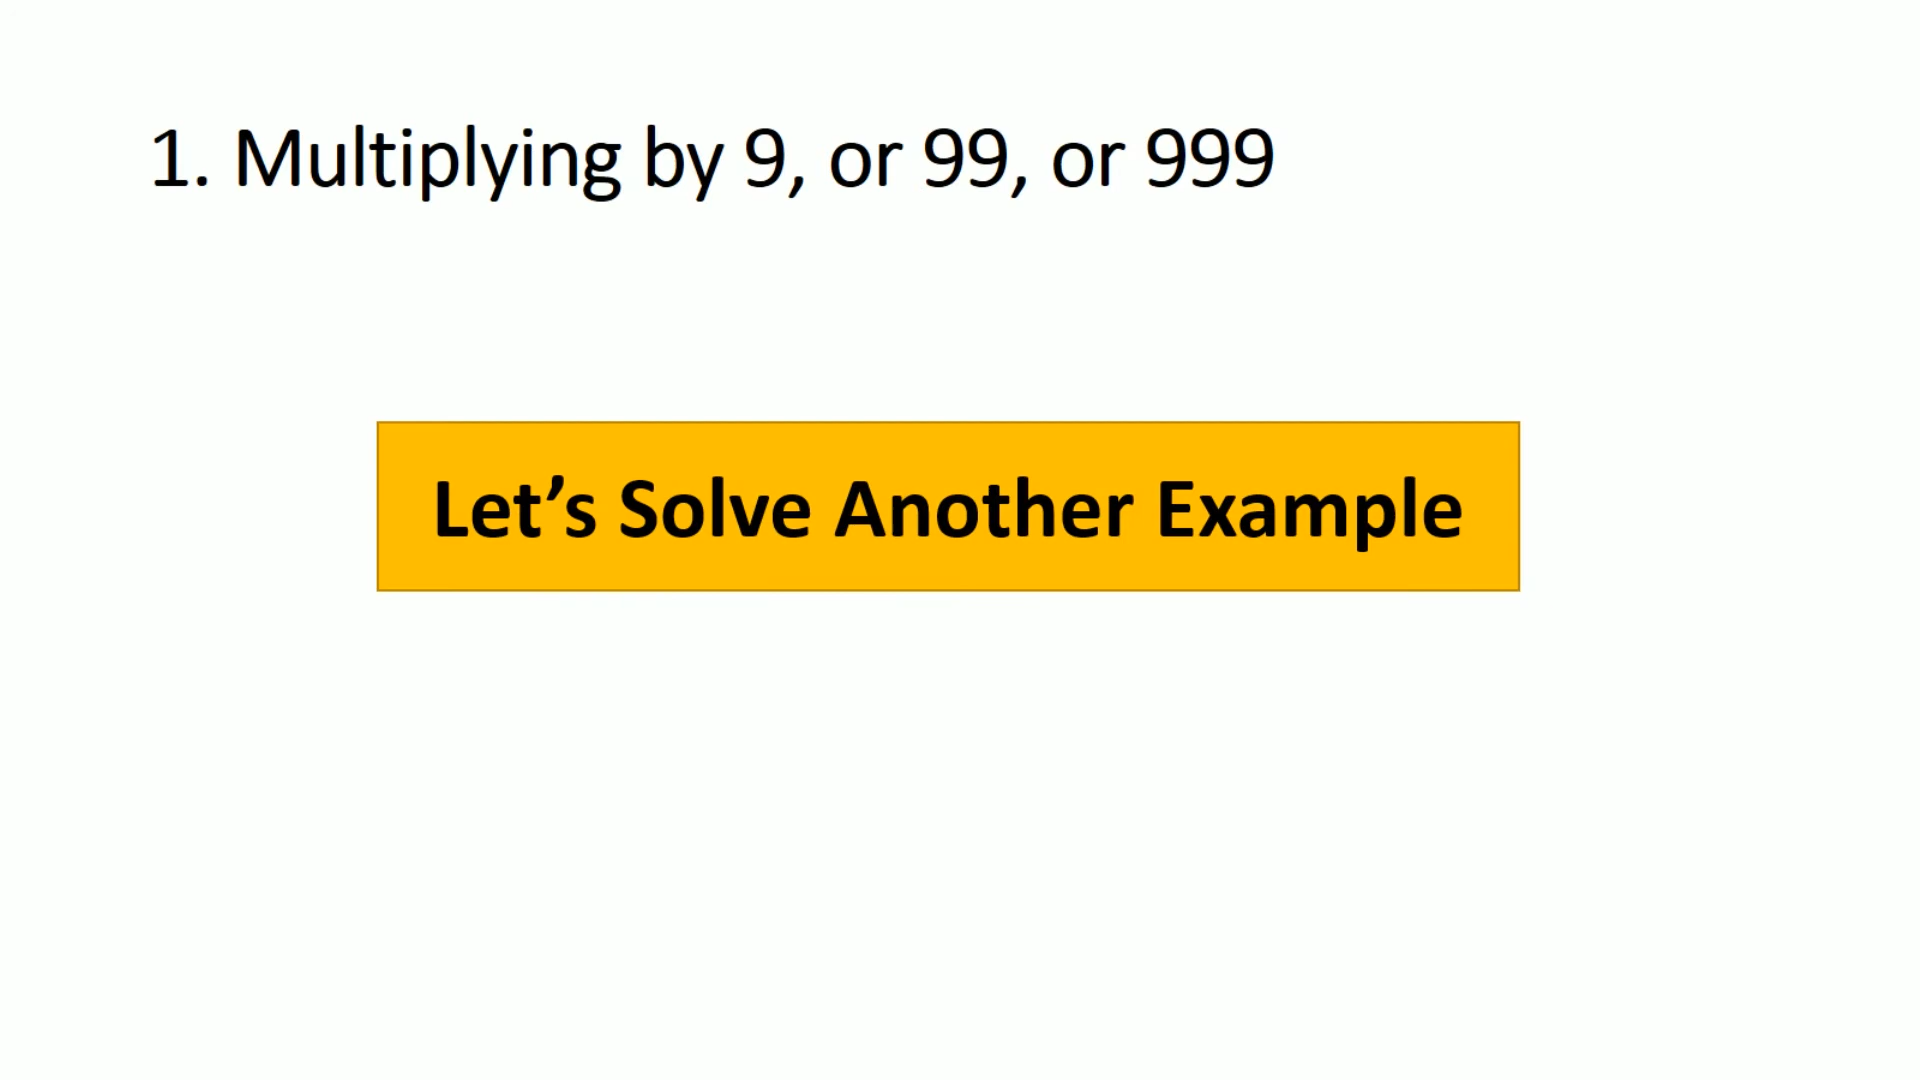 1. Multiplying by 9, or 99, or 999
Let’s Solve Another Example